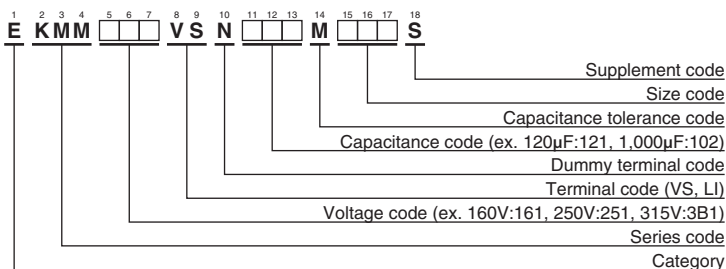 1 2 3 4 5 6 7 8 9 10 11 12 13 14 15 16 17 18
E KMM VS N M S
Supplement code
Size code
Capacitance tolerance code
Capacitance code (ex. 120µF:121, 1,000µF:102)
Dummy terminal code
Terminal code (VS, LI)
Voltage code (ex. 160V:161, 250V:251, 315V:3B1)
Series code
Category